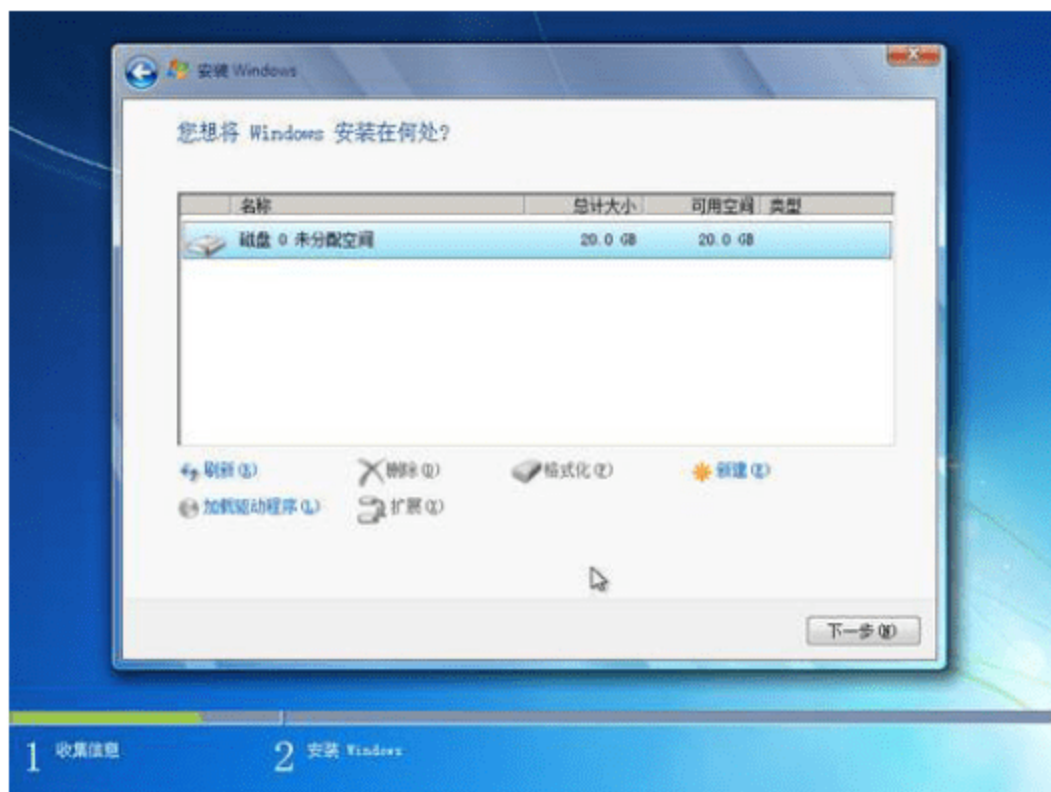 安装 Windows
您想将 Windows 安装在何处?
名称 总计大小 可用空间 类型
磁盘 0 未分配空间 20.0 GB 20.0 GB
刷新(R) 删除(D) 格式化(F) 新建(E)
加载驱动程序(L) 扩展(X)
下一步(N)
1 收集信息 2 安装 Windows